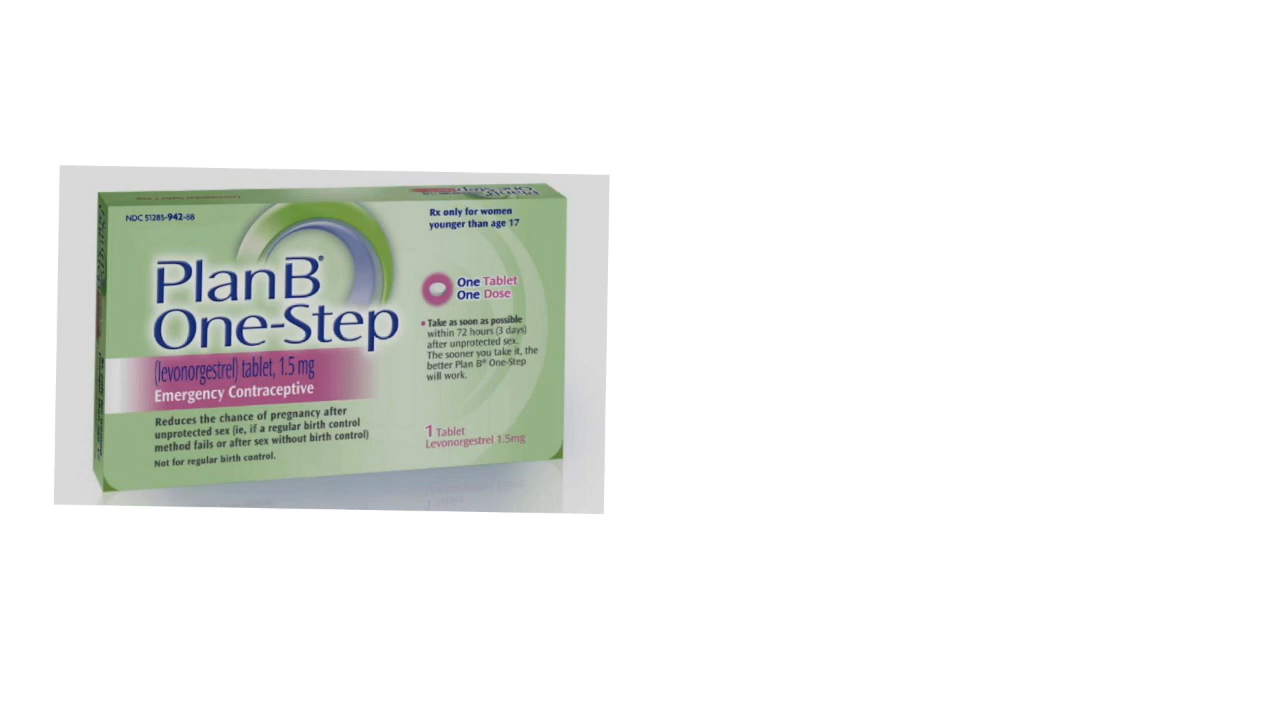 NDC 51285-942-88
Rx only for women
younger than age 17
Plan B®
One-Step
(levonorgestrel) tablet, 1.5 mg
Emergency Contraceptive
Reduces the chance of pregnancy after
unprotected sex (ie, if a regular birth control
method fails or after sex without birth control)
Not for regular birth control.
One Tablet
One Dose
• Take as soon as possible
within 72 hours (3 days)
after unprotected sex.
The sooner you take it, the
better Plan B® One-Step
will work.
1 Tablet
Levonorgestrel 1.5mg